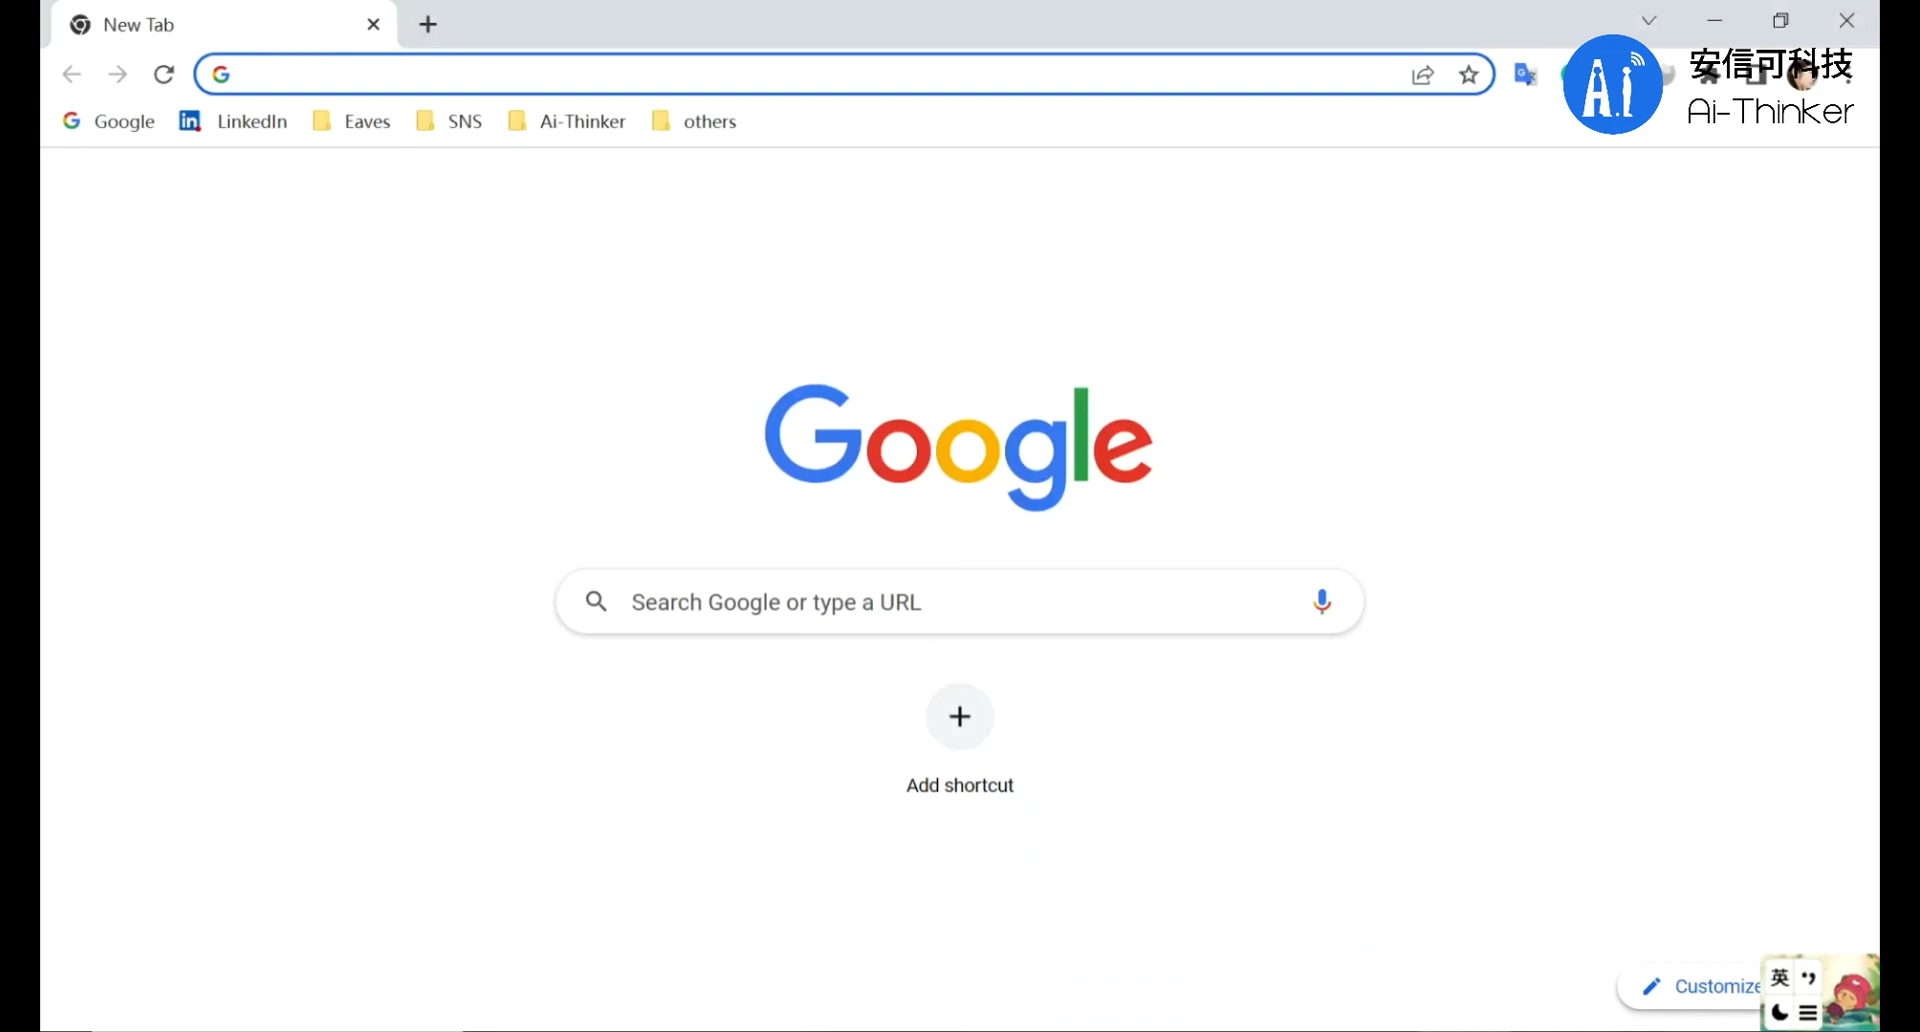 New Tab
安信可科技
Ai-Thinker
Google LinkedIn Eaves SNS Ai-Thinker others
Google
Search Google or type a URL
Add shortcut
Customize
英